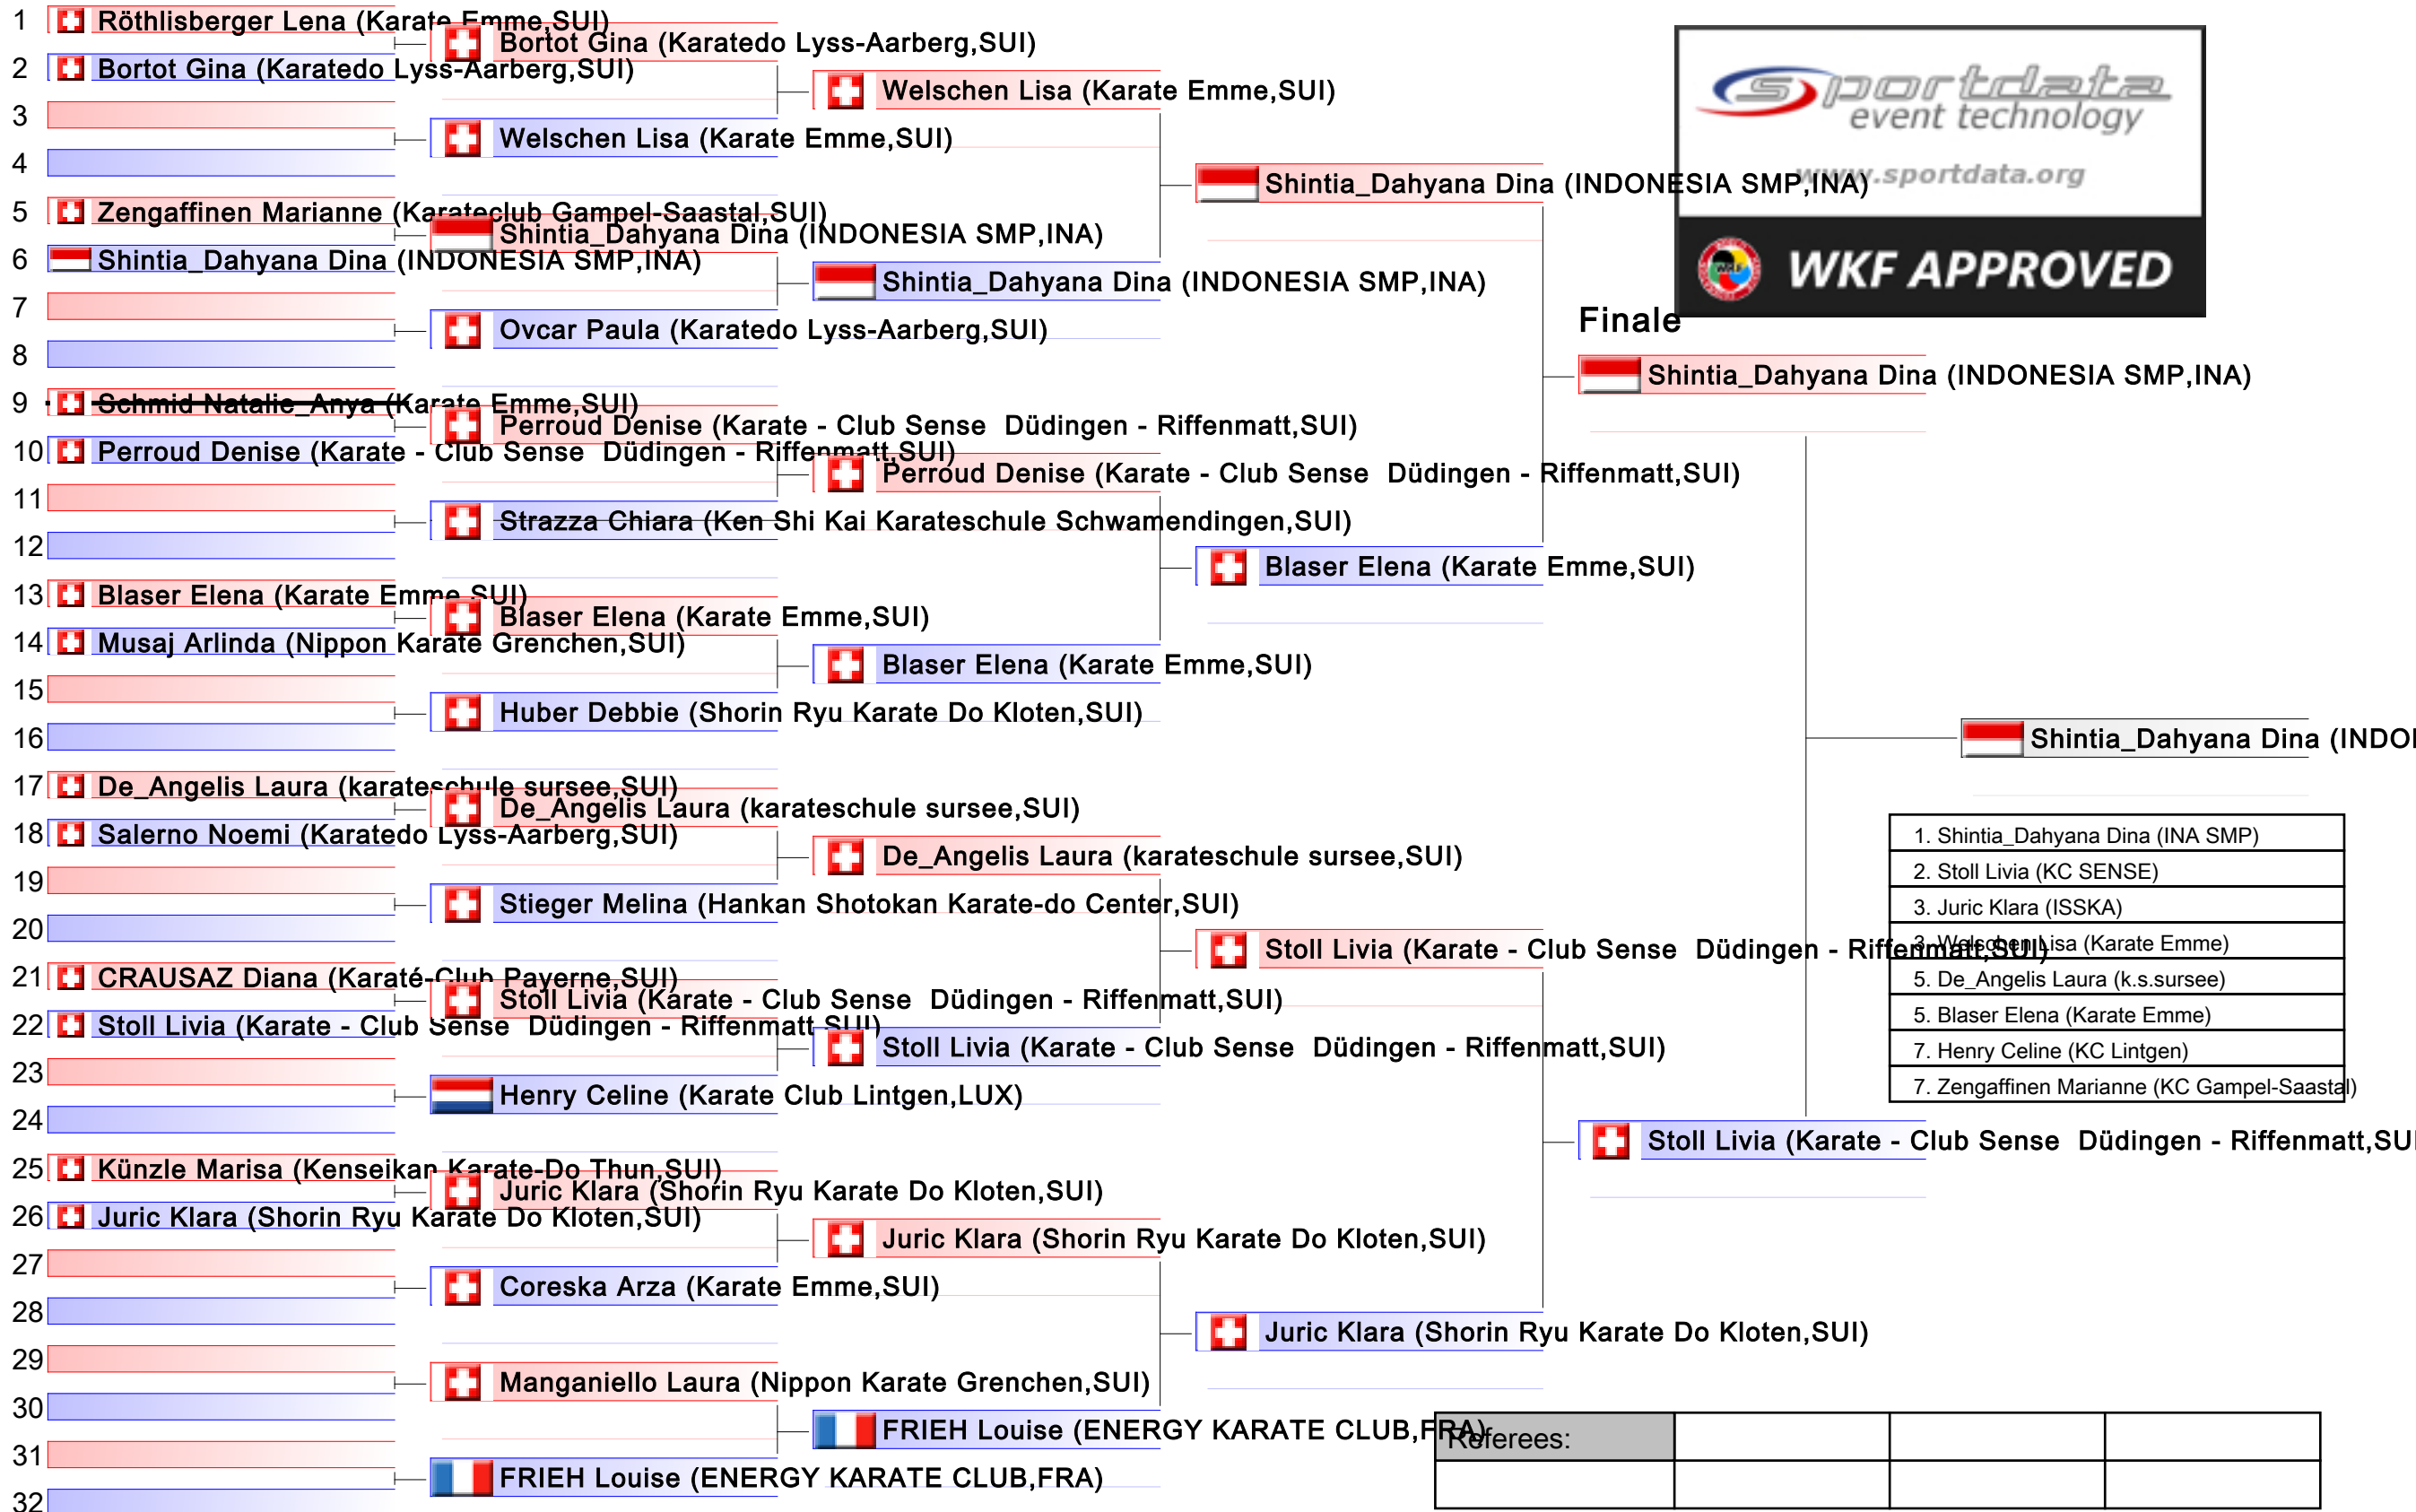 1 Röthlisberger Lena (Karate Emme,SUI)
2 Bortot Gina (Karatedo Lyss-Aarberg,SUI)
3
4
5 Zengaffinen Marianne (Karateclub Gampel-Saastal,SUI)
6 Shintia_Dahyana Dina (INDONESIA SMP,INA)
7
8
9 Schmid Natalie_Anya (Karate Emme,SUI)
10 Perroud Denise (Karate - Club Sense Düdingen - Riffenmatt,SUI)
11
12
13 Blaser Elena (Karate Emme,SUI)
14 Musaj Arlinda (Nippon Karate Grenchen,SUI)
15
16
17 De_Angelis Laura (karateschule sursee,SUI)
18 Salerno Noemi (Karatedo Lyss-Aarberg,SUI)
19
20
21 CRAUSAZ Diana (Karaté-Club Payerne,SUI)
22 Stoll Livia (Karate - Club Sense Düdingen - Riffenmatt,SUI)
23
24
25 Künzle Marisa (Kenseikan Karate-Do Thun,SUI)
26 Juric Klara (Shorin Ryu Karate Do Kloten,SUI)
27
28
29
30
31
32
Bortot Gina (Karatedo Lyss-Aarberg,SUI)
Welschen Lisa (Karate Emme,SUI)
Shintia_Dahyana Dina (INDONESIA SMP,INA)
Ovcar Paula (Karatedo Lyss-Aarberg,SUI)
Perroud Denise (Karate - Club Sense Düdingen - Riffenmatt,SUI)
Strazza Chiara (Ken Shi Kai Karateschule Schwamendingen,SUI)
Blaser Elena (Karate Emme,SUI)
Huber Debbie (Shorin Ryu Karate Do Kloten,SUI)
De_Angelis Laura (karateschule sursee,SUI)
Stieger Melina (Hankan Shotokan Karate-do Center,SUI)
Stoll Livia (Karate - Club Sense Düdingen - Riffenmatt,SUI)
Henry Celine (Karate Club Lintgen,LUX)
Juric Klara (Shorin Ryu Karate Do Kloten,SUI)
Coreska Arza (Karate Emme,SUI)
Manganiello Laura (Nippon Karate Grenchen,SUI)
FRIEH Louise (ENERGY KARATE CLUB,FRA)
Welschen Lisa (Karate Emme,SUI)
Shintia_Dahyana Dina (INDONESIA SMP,INA)
Perroud Denise (Karate - Club Sense Düdingen - Riffenmatt,SUI)
Blaser Elena (Karate Emme,SUI)
De_Angelis Laura (karateschule sursee,SUI)
Stoll Livia (Karate - Club Sense Düdingen - Riffenmatt,SUI)
Juric Klara (Shorin Ryu Karate Do Kloten,SUI)
FRIEH Louise (ENERGY KARATE CLUB,FRA)
Shintia_Dahyana Dina (INDONESIA SMP,INA)
Blaser Elena (Karate Emme,SUI)
Stoll Livia (Karate - Club Sense Düdingen - Riffenmatt,SUI)
Juric Klara (Shorin Ryu Karate Do Kloten,SUI)
sportdata
event technology
www.sportdata.org
WKF
WKF APPROVED
Finale
Shintia_Dahyana Dina (INDONESIA SMP,INA)
Stoll Livia (Karate - Club Sense Düdingen - Riffenmatt,SUI
Shintia_Dahyana Dina (INDO
1. Shintia_Dahyana Dina (INA SMP)
2. Stoll Livia (KC SENSE)
3. Juric Klara (ISSKA)
3. Welschen Lisa (Karate Emme)
5. De_Angelis Laura (k.s.sursee)
5. Blaser Elena (Karate Emme)
7. Henry Celine (KC Lintgen)
7. Zengaffinen Marianne (KC Gampel-Saastal)
Referees: